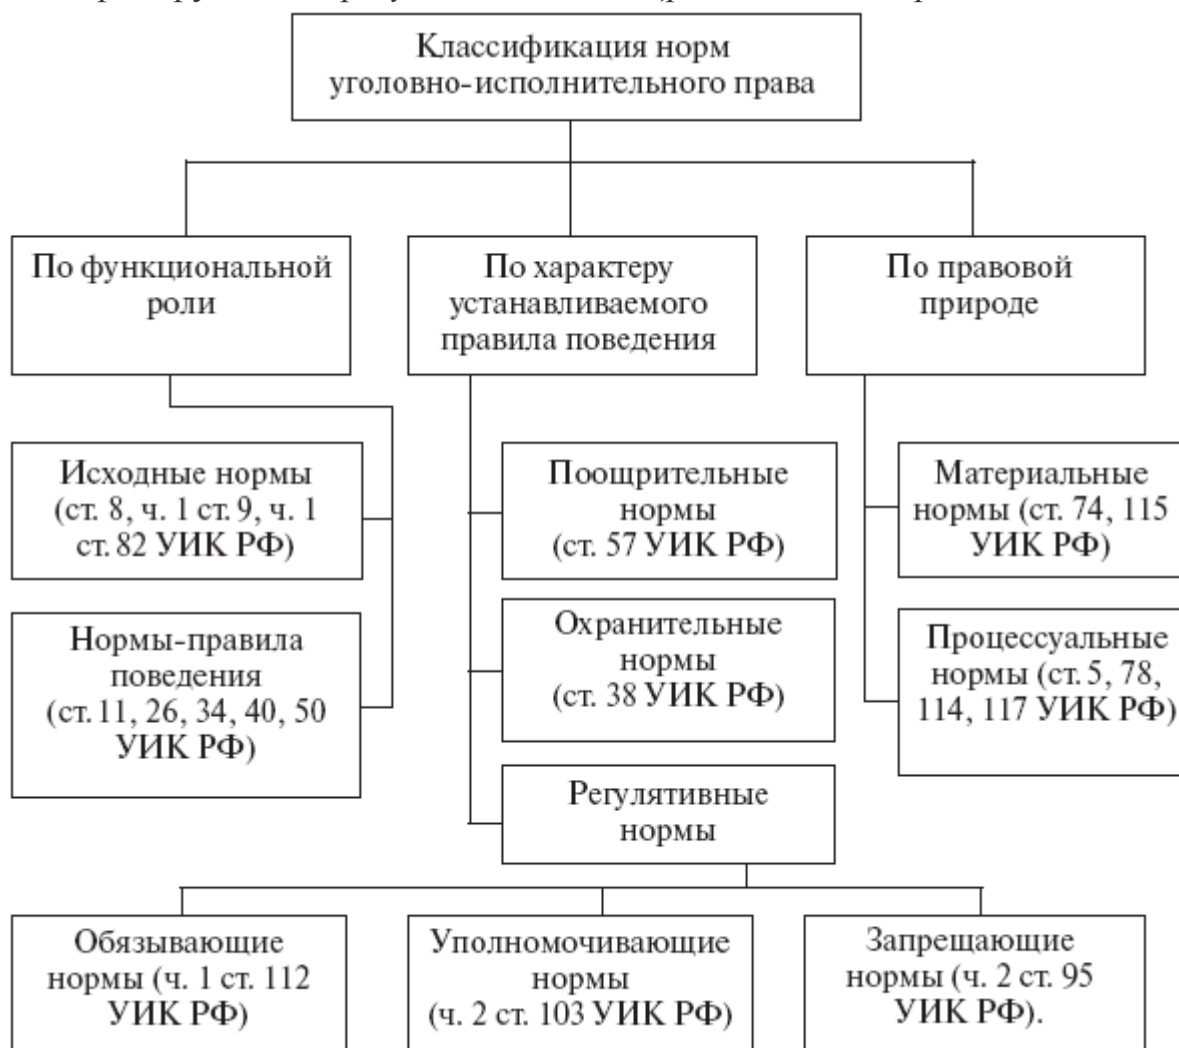 Классификация норм
уголовно-исполнительного права
По функциональной
роли
По характеру
устанавливаемого
правила поведения
По правовой
природе
Исходные нормы
(ст. 8, ч. 1 ст. 9, ч. 1
ст. 82 УИК РФ)
Нормы-правила
поведения
(ст. 11, 26, 34, 40, 50
УИК РФ)
Поощрительные
нормы
(ст. 57 УИК РФ)
Охранительные
нормы
(ст. 38 УИК РФ)
Регулятивные
нормы
Материальные
нормы (ст. 74, 115
УИК РФ)
Процессуальные
нормы (ст. 5, 78,
114, 117 УИК РФ)
Обязывающие
нормы (ч. 1 ст. 112
УИК РФ)
Уполномочивающие
нормы
(ч. 2 ст. 103 УИК РФ)
Запрещающие
нормы (ч. 2 ст. 95
УИК РФ).